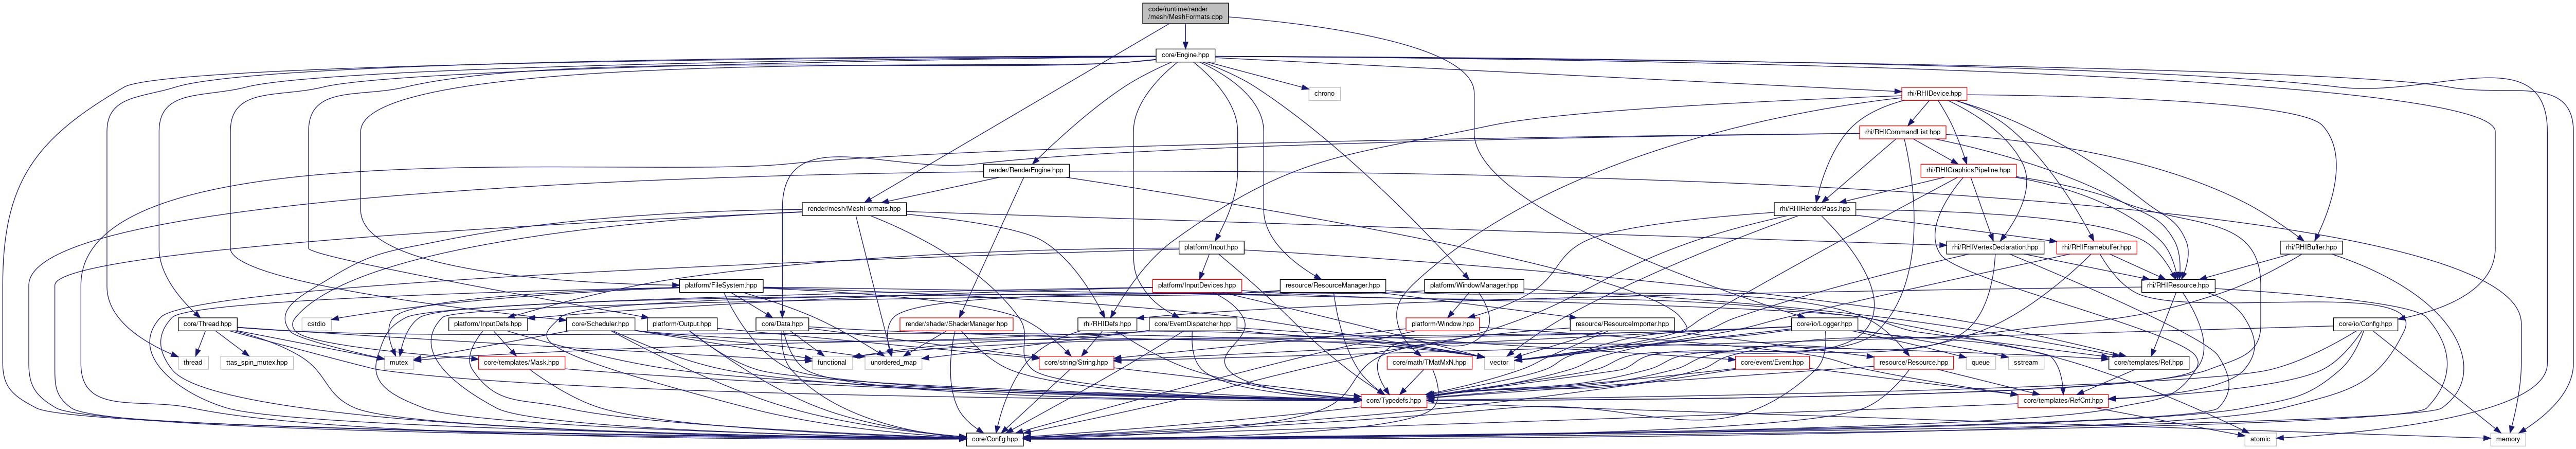 code/runtime/render
/mesh/MeshFormats.cpp
core/Engine.hpp
chrono
rhi/RHIDevice.hpp
rhi/RHICommandList.hpp
render/RenderEngine.hpp
rhi/RHIGraphicsPipeline.hpp
render/mesh/MeshFormats.hpp
rhi/RHIRenderPass.hpp
platform/Input.hpp
rhi/RHIVertexDeclaration.hpp
rhi/RHIFramebuffer.hpp
rhi/RHIBuffer.hpp
platform/FileSystem.hpp
platform/InputDevices.hpp
resource/ResourceManager.hpp
platform/WindowManager.hpp
rhi/RHIResource.hpp
core/Thread.hpp
cstdio
platform/InputDefs.hpp
core/Scheduler.hpp
platform/Output.hpp
core/Data.hpp
render/shader/ShaderManager.hpp
rhi/RHIDefs.hpp
core/EventDispatcher.hpp
platform/Window.hpp
resource/ResourceImporter.hpp
core/io/Logger.hpp
core/io/Config.hpp
thread
ttas_spin_mutex.hpp
mutex
core/templates/Mask.hpp
functional
unordered_map
core/string/String.hpp
core/math/TMatMxN.hpp
vector
core/event/Event.hpp
resource/Resource.hpp
queue
sstream
core/templates/Ref.hpp
core/Typedefs.hpp
core/templates/RefCnt.hpp
core/Config.hpp
atomic
memory